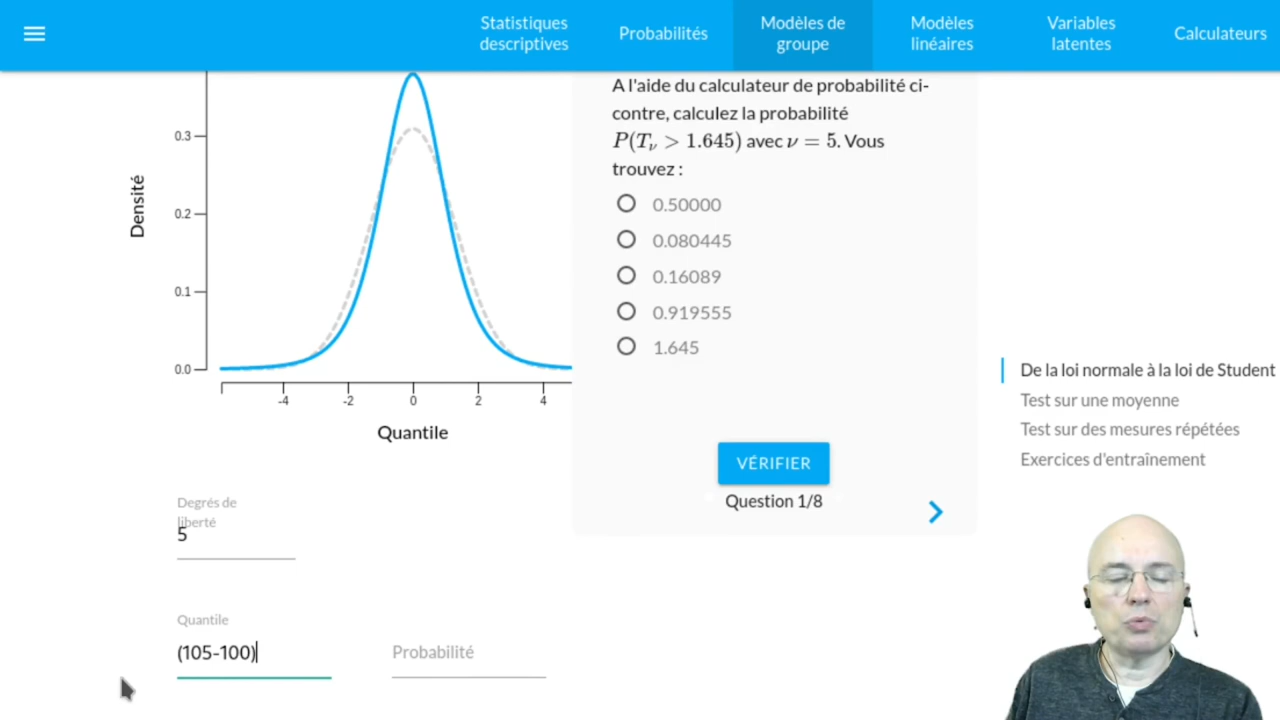 Statistiques
descriptives
Probabilités
Modèles de
groupe
Modèles
linéaires
Variables
latentes
Calculateurs
Densité
0.3
0.2
0.1
0.0
-4
-2
0
2
4
Quantile
Degrés de
liberté
5
Quantile
(105-100)
Probabilité
A l'aide du calculateur de probabilité ci-
contre, calculez la probabilité
P(Tν > 1.645) avec ν = 5. Vous
trouvez :
0.50000
0.080445
0.16089
0.919555
1.645
VÉRIFIER
Question 1/8
De la loi normale à la loi de Student
Test sur une moyenne
Test sur des mesures répétées
Exercices d'entraînement